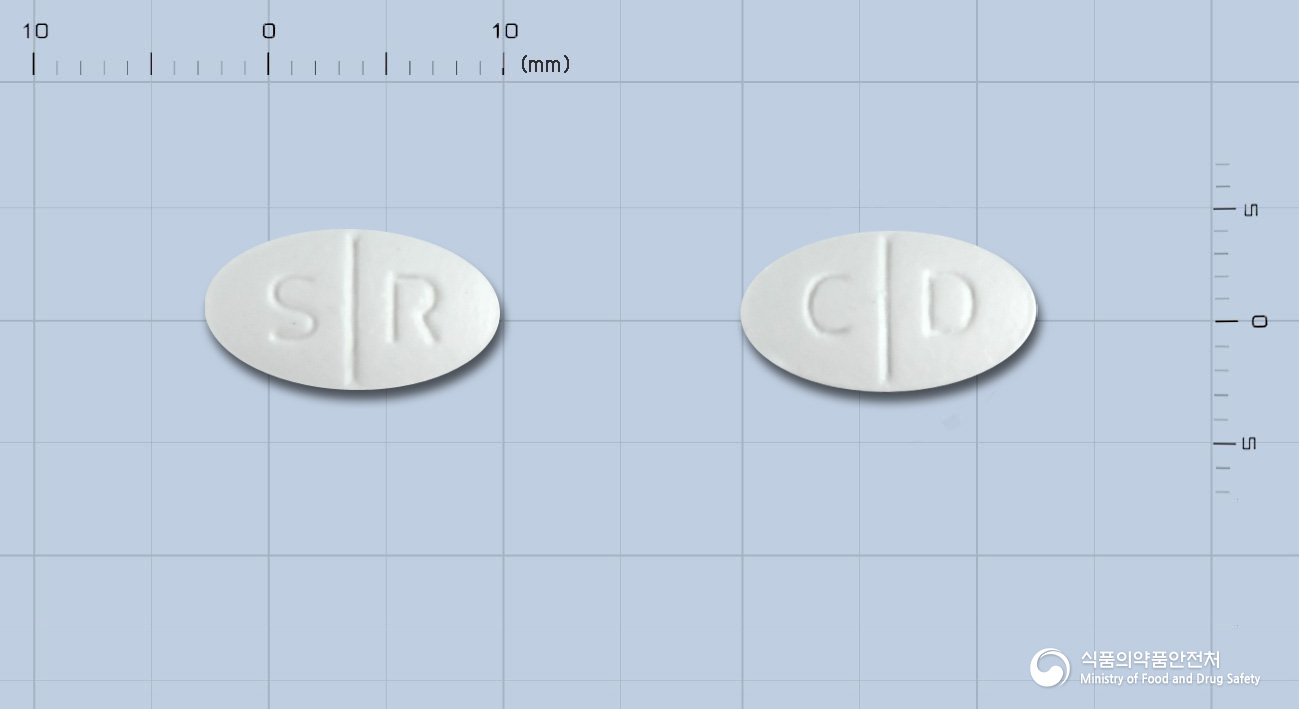 10 0 10 (mm)
5
S R C D
0
5
식품의약품안전처
Ministry of Food and Drug Safety